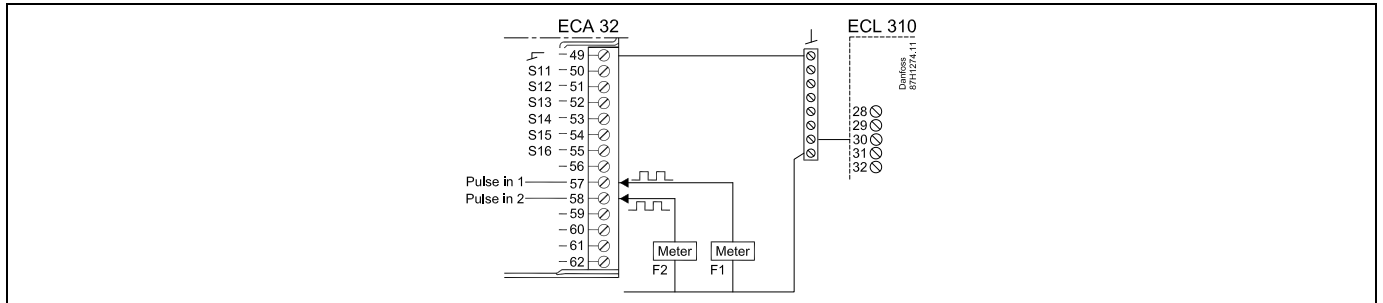 ECA 32
ECL 310
49
S11 50
S12 51
S13 52
S14 53
S15 54
S16 55
56
Pulse in 1 57
Pulse in 2 58
59
60
61
62
Meter
F2
Meter
F1
28
29
30
31
32
Danfoss
87H1274.11